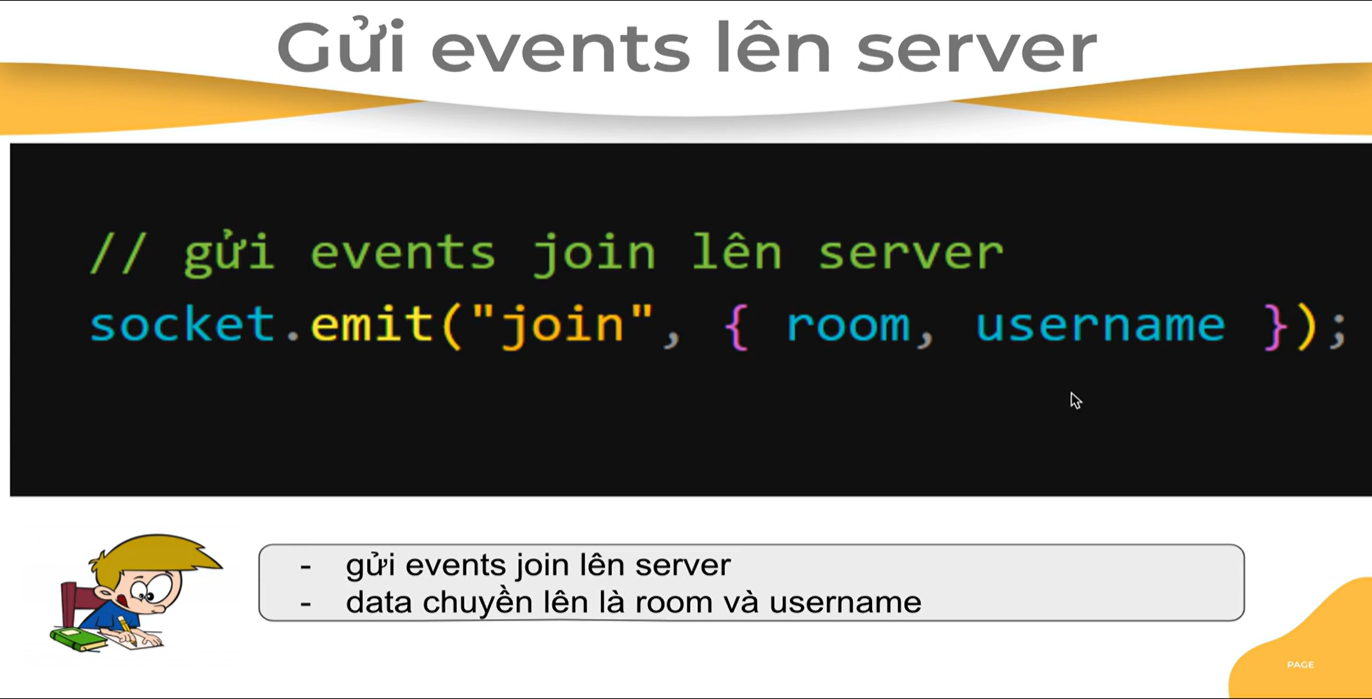 Gửi events lên server
// gửi events join lên server
socket.emit("join", { room, username });
- gửi events join lên server
- data chuyền lên là room và username
PAGE